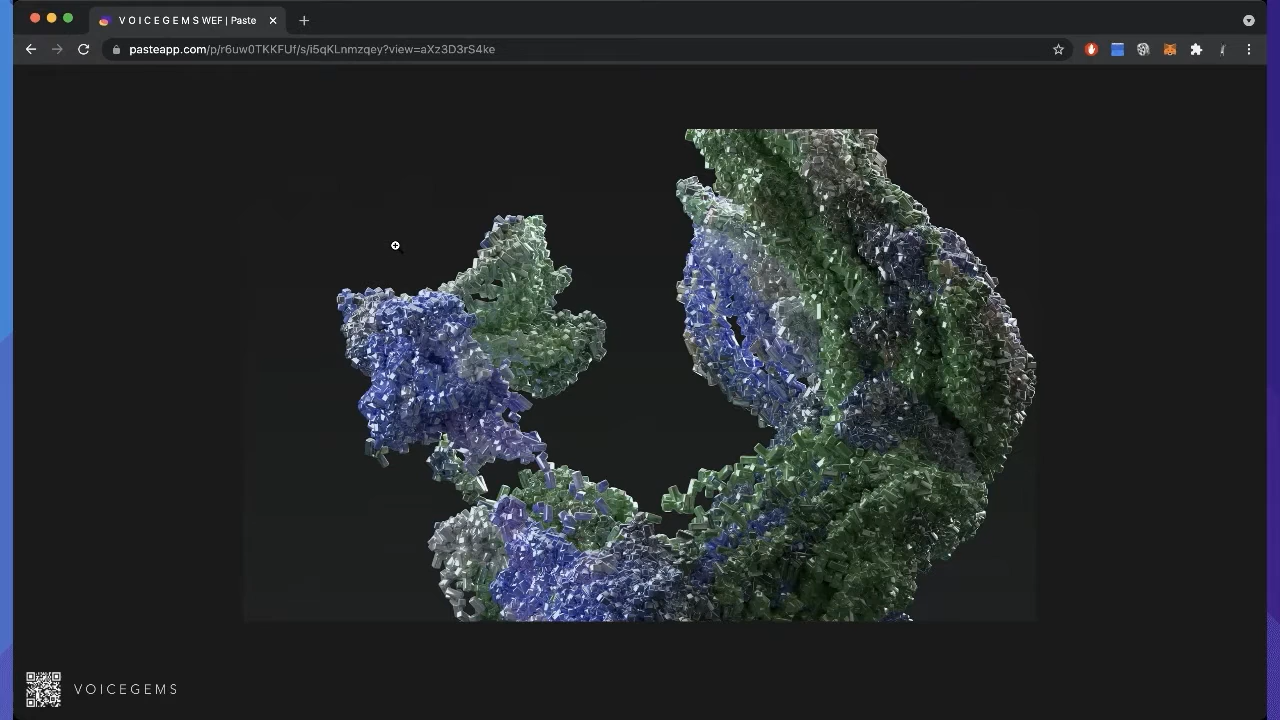 V O I C E G E M S WEF | Paste
pasteapp.com/p/r6uw0TKKFUf/s/i5qKLnmzqey?view=aXz3D3rS4ke
VOICEGEMS